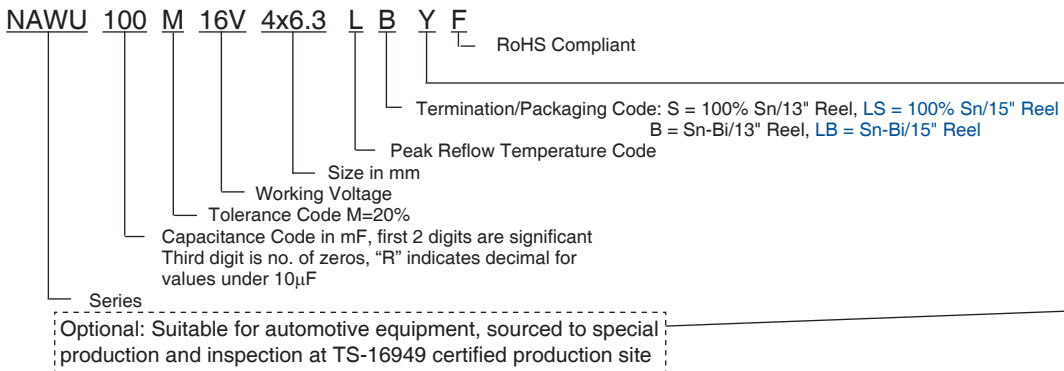 NAWU 100 M 16V 4x6.3 L B Y F
RoHS Compliant
Termination/Packaging Code: S = 100% Sn/13" Reel, LS = 100% Sn/15" Reel
B = Sn-Bi/13" Reel, LB = Sn-Bi/15" Reel
Peak Reflow Temperature Code
Size in mm
Working Voltage
Tolerance Code M=20%
Capacitance Code in mF, first 2 digits are significant
Third digit is no. of zeros, “R” indicates decimal for
values under 10μF
Series
Optional: Suitable for automotive equipment, sourced to special
production and inspection at TS-16949 certified production site